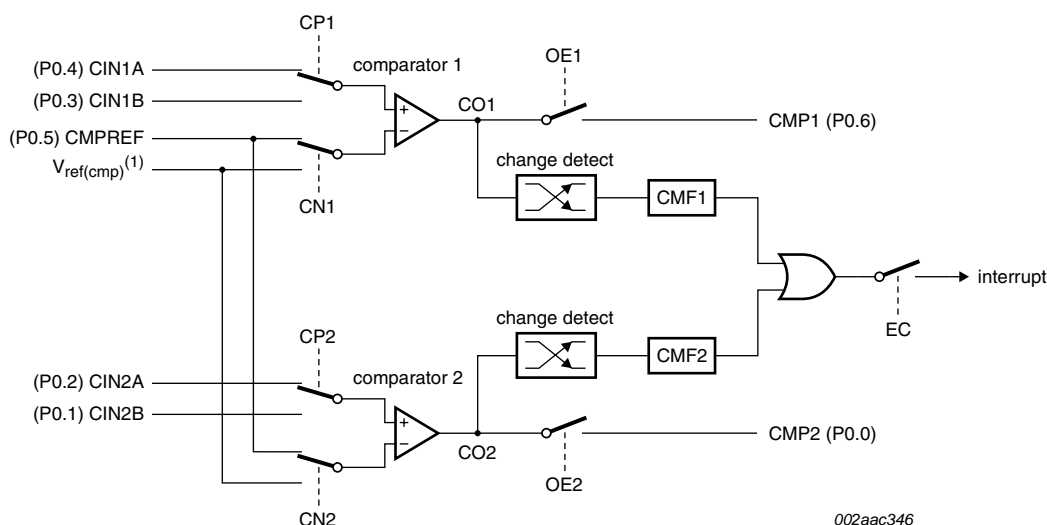 CP1
OE1
(P0.4) CIN1A
comparator 1
(P0.3) CIN1B
+
CO1
(P0.5) CMPREF
−
CMP1 (P0.6)
Vref(cmp)(1)
change detect
CN1
CMF1
interrupt
change detect
EC
CP2
CMF2
(P0.2) CIN2A
comparator 2
(P0.1) CIN2B
+
−
CO2
CMP2 (P0.0)
OE2
CN2
002aac346